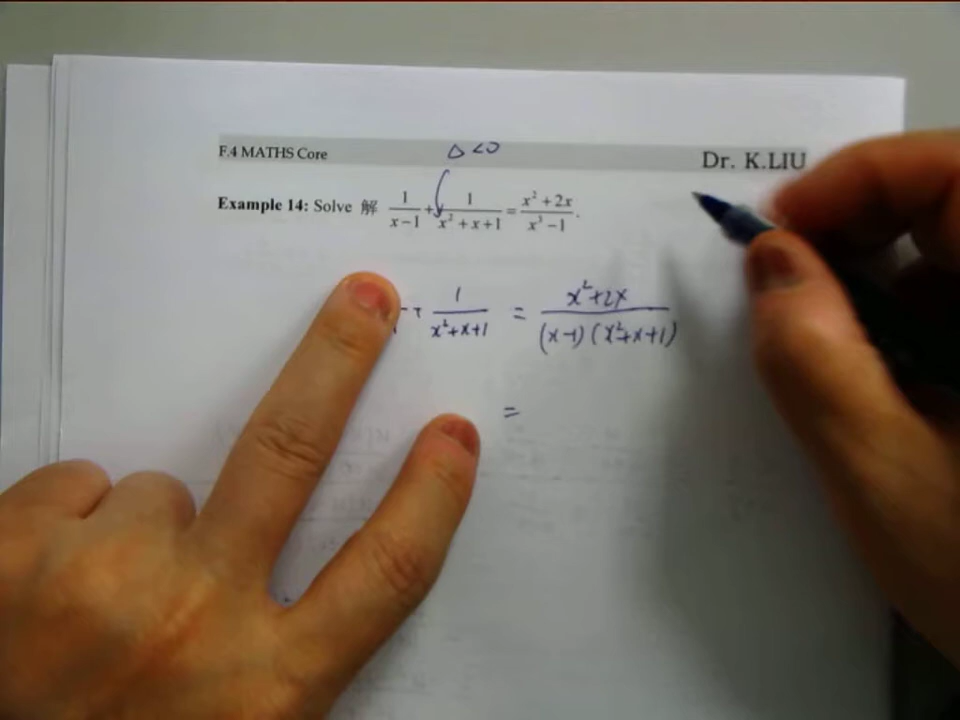 F.4 MATHS Core Dr. K.LIU
Δ <0
Example 14: Solve 解 1/(x−1) + 1/(x²+x+1) = (x²+2x)/(x³−1).
+ 1/(x²+x+1) = (x²+2x)/((x−1)(x²+x+1))
=